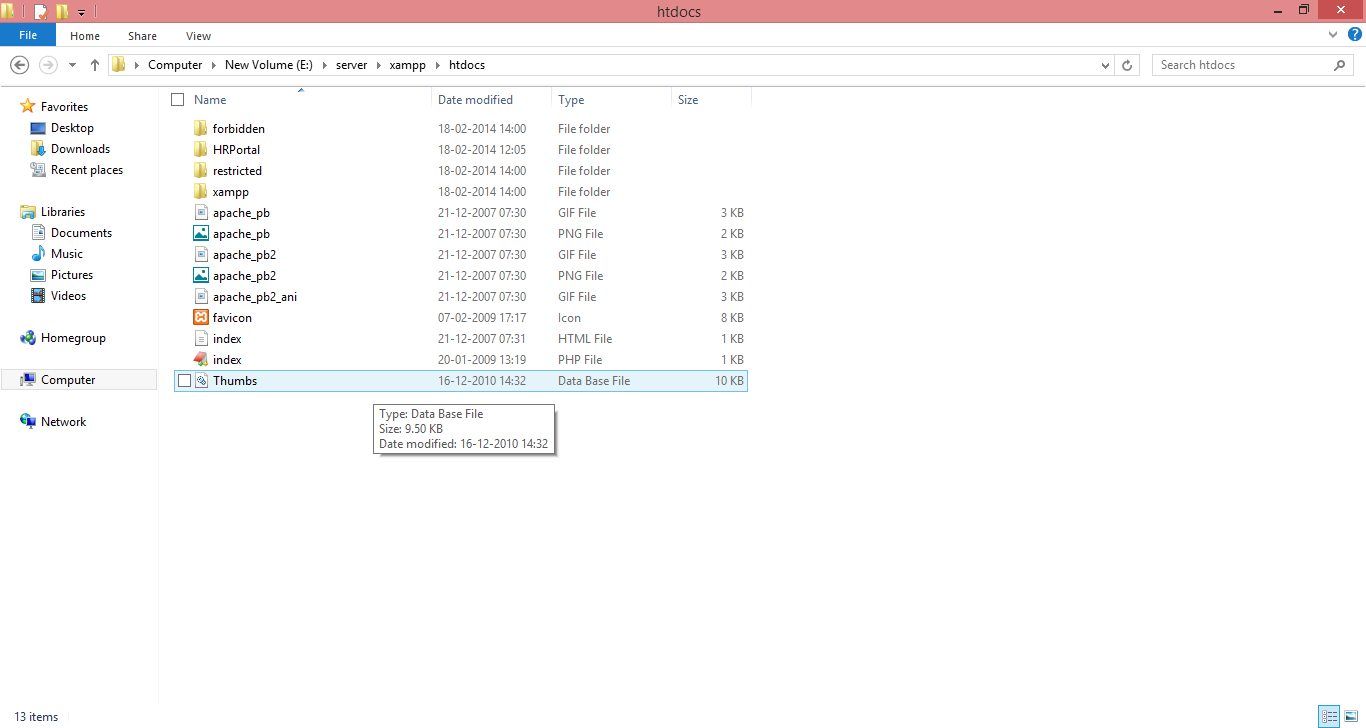 htdocs
File Home Share View
Computer New Volume (E:) server xampp htdocs Search htdocs
Favorites
Desktop
Downloads
Recent places
Libraries
Documents
Music
Pictures
Videos
Homegroup
Computer
Network
Name Date modified Type Size
forbidden 18-02-2014 14:00 File folder
HRPortal 18-02-2014 12:05 File folder
restricted 18-02-2014 14:00 File folder
xampp 18-02-2014 14:00 File folder
apache_pb 21-12-2007 07:30 GIF File 3 KB
apache_pb 21-12-2007 07:30 PNG File 2 KB
apache_pb2 21-12-2007 07:30 GIF File 3 KB
apache_pb2 21-12-2007 07:30 PNG File 2 KB
apache_pb2_ani 21-12-2007 07:30 GIF File 3 KB
favicon 07-02-2009 17:17 Icon 8 KB
index 21-12-2007 07:31 HTML File 1 KB
index 20-01-2009 13:19 PHP File 1 KB
Thumbs 16-12-2010 14:32 Data Base File 10 KB
Type: Data Base File
Size: 9.50 KB
Date modified: 16-12-2010 14:32
13 items